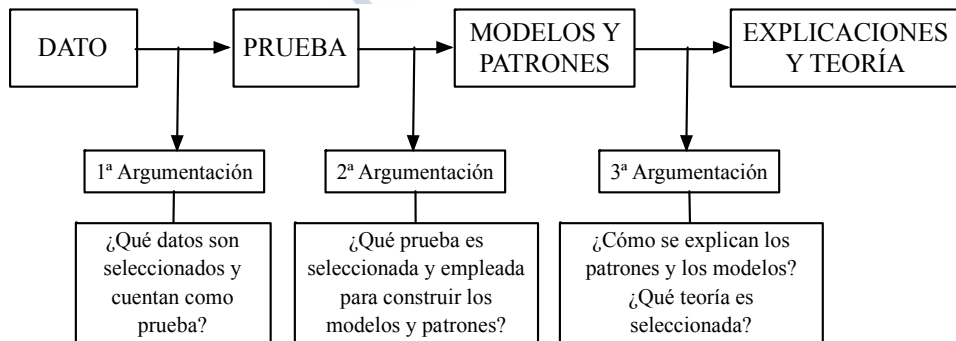 DATO
PRUEBA
MODELOS Y
PATRONES
EXPLICACIONES
Y TEORÍA
1ª Argumentación
2ª Argumentación
3ª Argumentación
¿Qué datos son
seleccionados y
cuentan como
prueba?
¿Qué prueba es
seleccionada y empleada
para construir los
modelos y patrones?
¿Cómo se explican los
patrones y los modelos?
¿Qué teoría es
seleccionada?